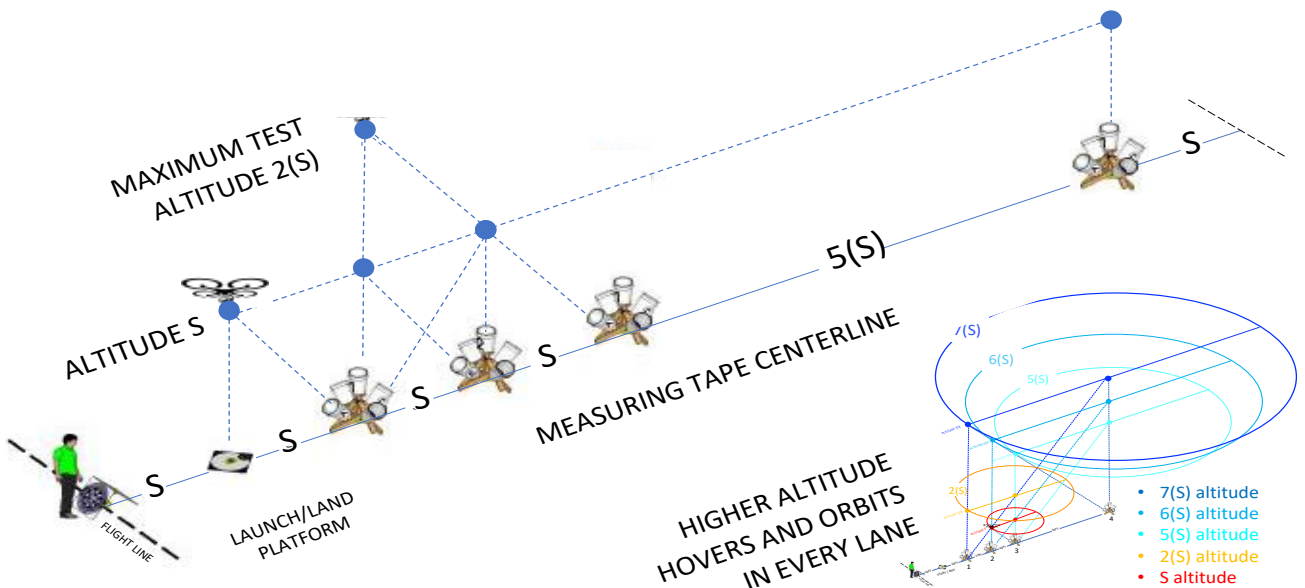 MAXIMUM TEST
ALTITUDE 2(S)
ALTITUDE S
S
S
S
S
5(S)
S
MEASURING TAPE CENTERLINE
FLIGHT LINE
LAUNCH/LAND
PLATFORM
HIGHER ALTITUDE
HOVERS AND ORBITS
IN EVERY LANE
7(S)
6(S)
5(S)
2(S)
1
2
3
4
• 7(S) altitude
• 6(S) altitude
• 5(S) altitude
• 2(S) altitude
• S altitude